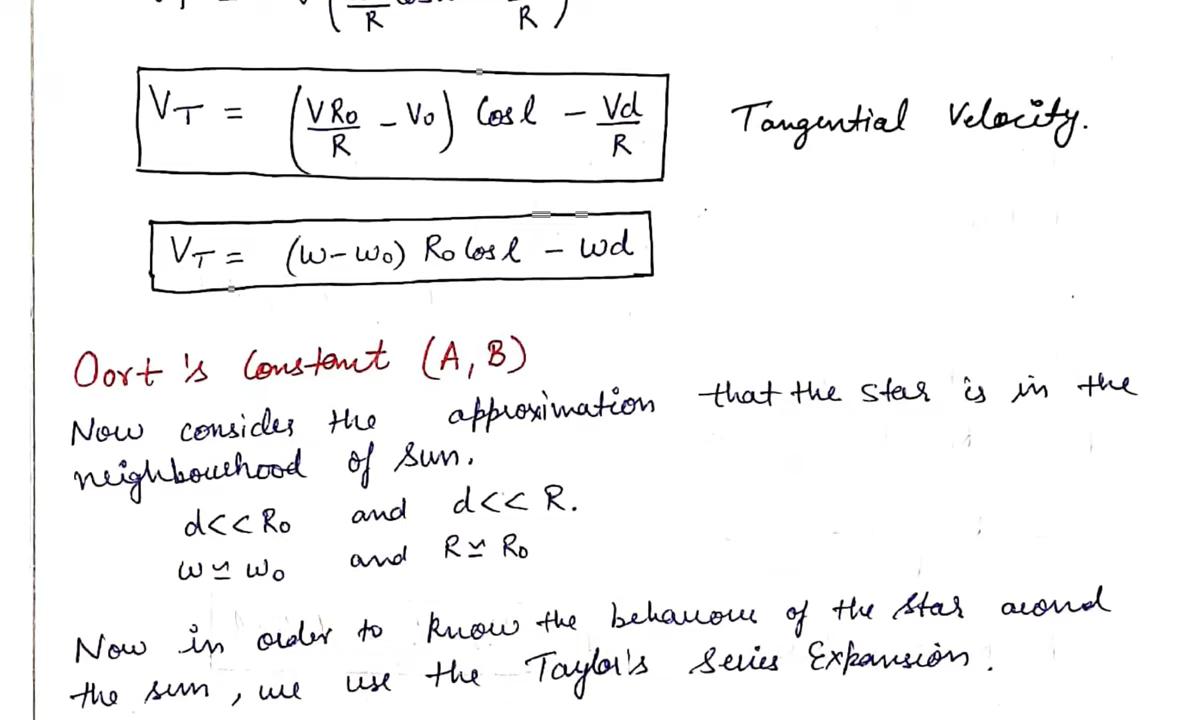 R R
V_T = (VR₀/R - V₀) Cos l - Vd/R Tangential Velocity.
V_T = (ω-ω₀) R₀ Cos l - ωd
Oort's Constant (A, B)
Now consider the approximation that the star is in the
neighbourhood of sun.
d<<R₀ and d<<R.
ω≃ω₀ and R≃R₀
Now in order to know the behaviour of the star around
the sun, we use the Taylor's Series Expansion.